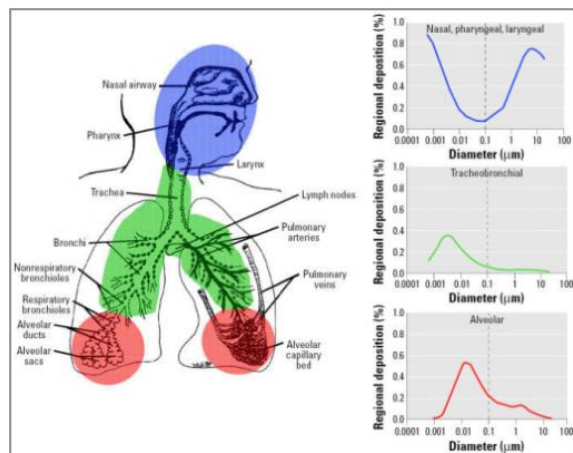 Nasal airway
Pharynx
Larynx
Trachea
Lymph nodes
Pulmonary
arteries
Bronchi
Nonrespiratory
bronchioles
Pulmonary
veins
Respiratory
bronchioles
Alveolar
ducts
Alveolar
sacs
Alveolar
capillary
bed
Nasal, pharyngeal, laryngeal
Regional deposition (%)
1.0
0.8
0.6
0.4
0.2
0.0
0.0001 0.001 0.01 0.1 1 10 100
Diameter (μm)
Tracheobronchial
Regional deposition (%)
1.0
0.8
0.6
0.4
0.2
0
0.0001 0.001 0.01 0.1 1 10 100
Diameter (μm)
Alveolar
Regional deposition (%)
1.0
0.8
0.6
0.4
0.2
0
0.0001 0.001 0.01 0.1 1 10 100
Diameter (μm)